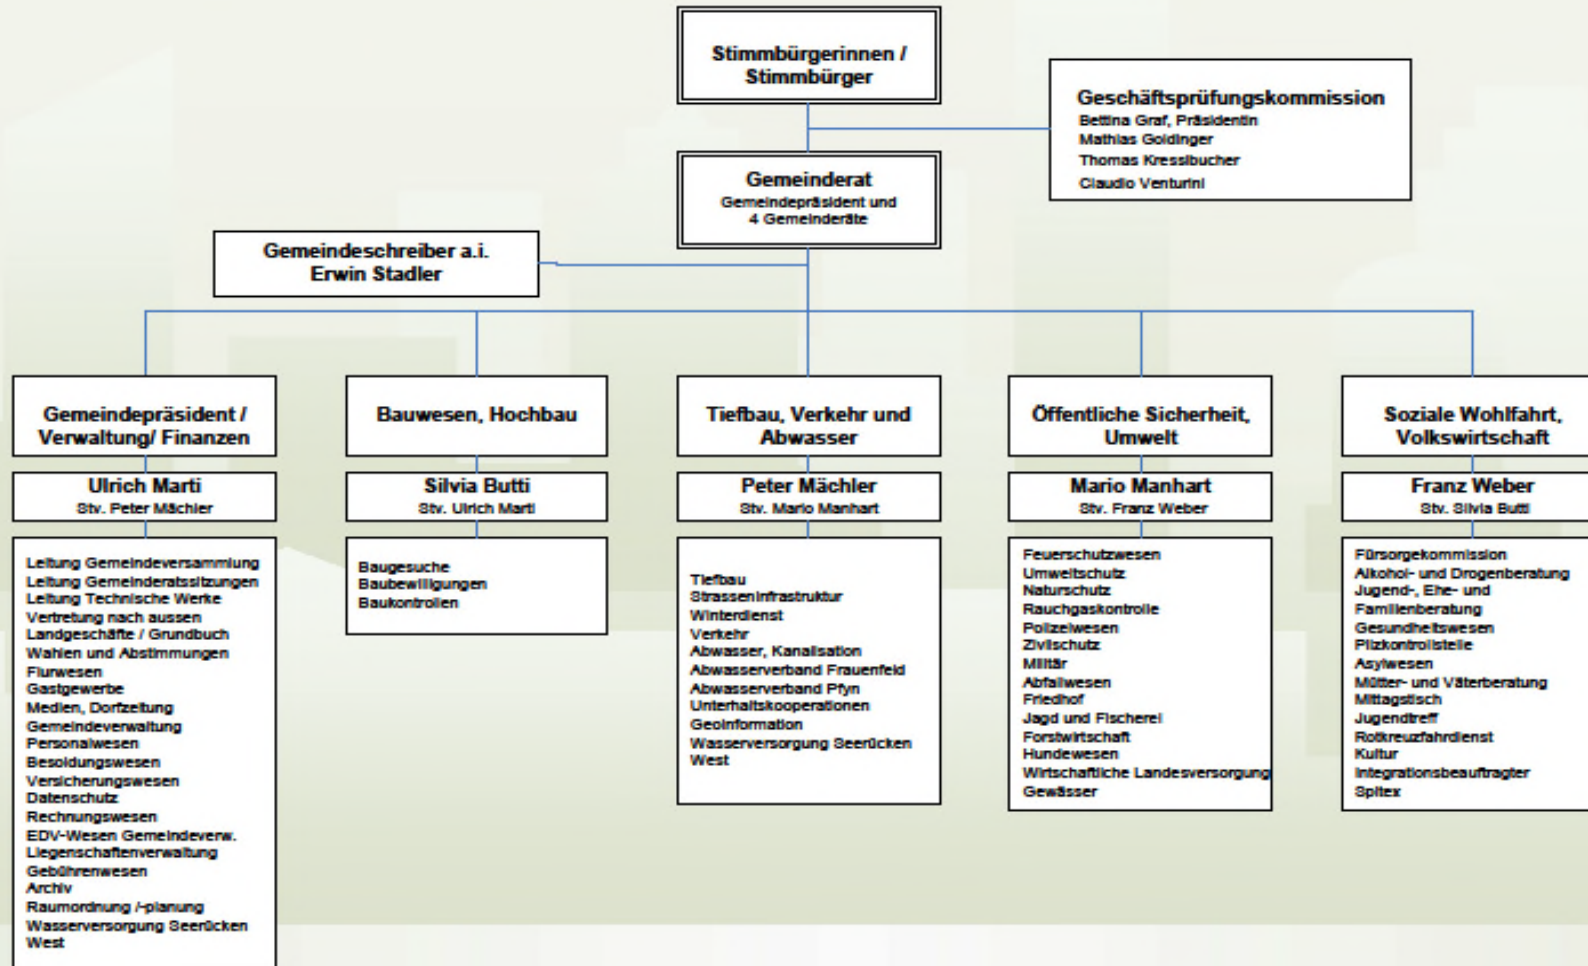 Stimmbürgerinnen /
Stimmbürger
Geschäftsprüfungskommission
Bettina Graf, Präsidentin
Mathias Goldinger
Thomas Kressibucher
Claudio Venturini
Gemeinderat
Gemeindepräsident und
4 Gemeinderäte
Gemeindeschreiber a.i.
Erwin Stadler
Gemeindepräsident /
Verwaltung/ Finanzen
Ulrich Marti
Stv. Peter Mächler
Leitung Gemeindeversammlung
Leitung Gemeinderatssitzungen
Leitung Technische Werke
Vertretung nach aussen
Landgeschäfte / Grundbuch
Wahlen und Abstimmungen
Flurwesen
Gastgewerbe
Medien, Dorfzeitung
Gemeindeverwaltung
Personalwesen
Besoldungswesen
Versicherungswesen
Datenschutz
Rechnungswesen
EDV-Wesen Gemeindeverw.
Liegenschaftenverwaltung
Gebührenwesen
Archiv
Raumordnung /-planung
Wasserversorgung Seerücken
West
Bauwesen, Hochbau
Silvia Butti
Stv. Ulrich Marti
Baugesuche
Baubewilligungen
Baukontrollen
Tiefbau, Verkehr und
Abwasser
Peter Mächler
Stv. Mario Manhart
Tiefbau
Strasseninfrastruktur
Winterdienst
Verkehr
Abwasser, Kanalisation
Abwasserverband Frauenfeld
Abwasserverband Pfyn
Unterhaltskooperationen
Geoinformation
Wasserversorgung Seerücken
West
Öffentliche Sicherheit,
Umwelt
Mario Manhart
Stv. Franz Weber
Feuerschutzwesen
Umweltschutz
Naturschutz
Rauchgaskontrolle
Polizeiwesen
Zivilschutz
Militär
Abfallwesen
Friedhof
Jagd und Fischerei
Forstwirtschaft
Hundewesen
Wirtschaftliche Landesversorgung
Gewässer
Soziale Wohlfahrt,
Volkswirtschaft
Franz Weber
Stv. Silvia Butti
Fürsorgekommission
Alkohol- und Drogenberatung
Jugend-, Ehe- und
Familienberatung
Gesundheitswesen
Pilzkontrollstelle
Asylwesen
Mütter- und Väterberatung
Mittagstisch
Jugendtreff
Rotkreuzfahrdienst
Kultur
Integrationsbeauftragter
Spitex